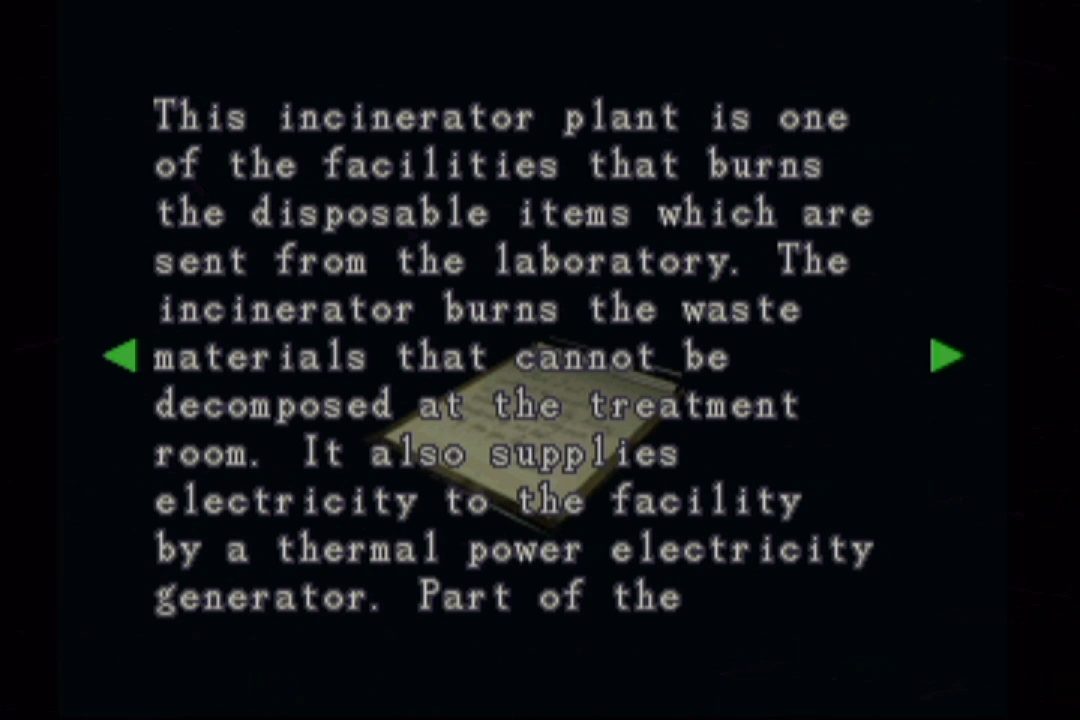 This incinerator plant is one
of the facilities that burns
the disposable items which are
sent from the laboratory. The
incinerator burns the waste
materials that cannot be
decomposed at the treatment
room. It also supplies
electricity to the facility
by a thermal power electricity
generator. Part of the